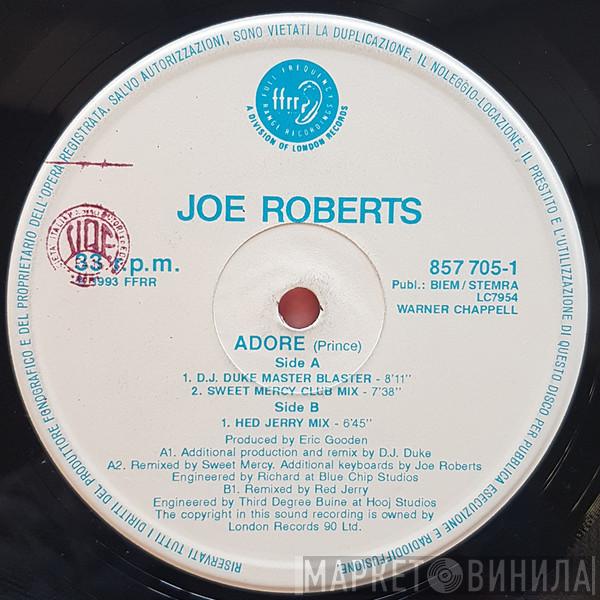 SALVO AUTORIZZAZIONI, SONO VIETATI LA DUPLICAZIONE, IL NOLEGGIO-LOCAZIONE, IL PRESTITO E L'UTILIZZAZIONE DI QUESTO DISCO PER PUBBLICA ESECUZIONE E RADIODIFFUSIONE
RISERVATI TUTTI I DIRITTI DEL PRODUTTORE FONOGRAFICO E DEL PROPRIETARIO DELL'OPERA REGISTRATA.
FULL FREQUENCY
ffrr
RANGE RECORDINGS
A DIVISION OF LONDON RECORDS
JOE ROBERTS
33 r.p.m.
1993 FFRR
857 705-1
Publ.: BIEM/STEMRA
LC7954
WARNER CHAPPELL
ADORE (Prince)
Side A
1. D.J. DUKE MASTER BLASTER - 8'11"
2. SWEET MERCY CLUB MIX - 7'38"
Side B
1. HED JERRY MIX - 6'45"
Produced by Eric Gooden
A1. Additional production and remix by D.J. Duke
A2. Remixed by Sweet Mercy. Additional keyboards by Joe Roberts
Engineered by Richard at Blue Chip Studios
B1. Remixed by Red Jerry
Engineered by Third Degree Buine at Hooj Studios
The copyright in this sound recording is owned by
London Records 90 Ltd.
МАРКЕТ ВИНИЛА